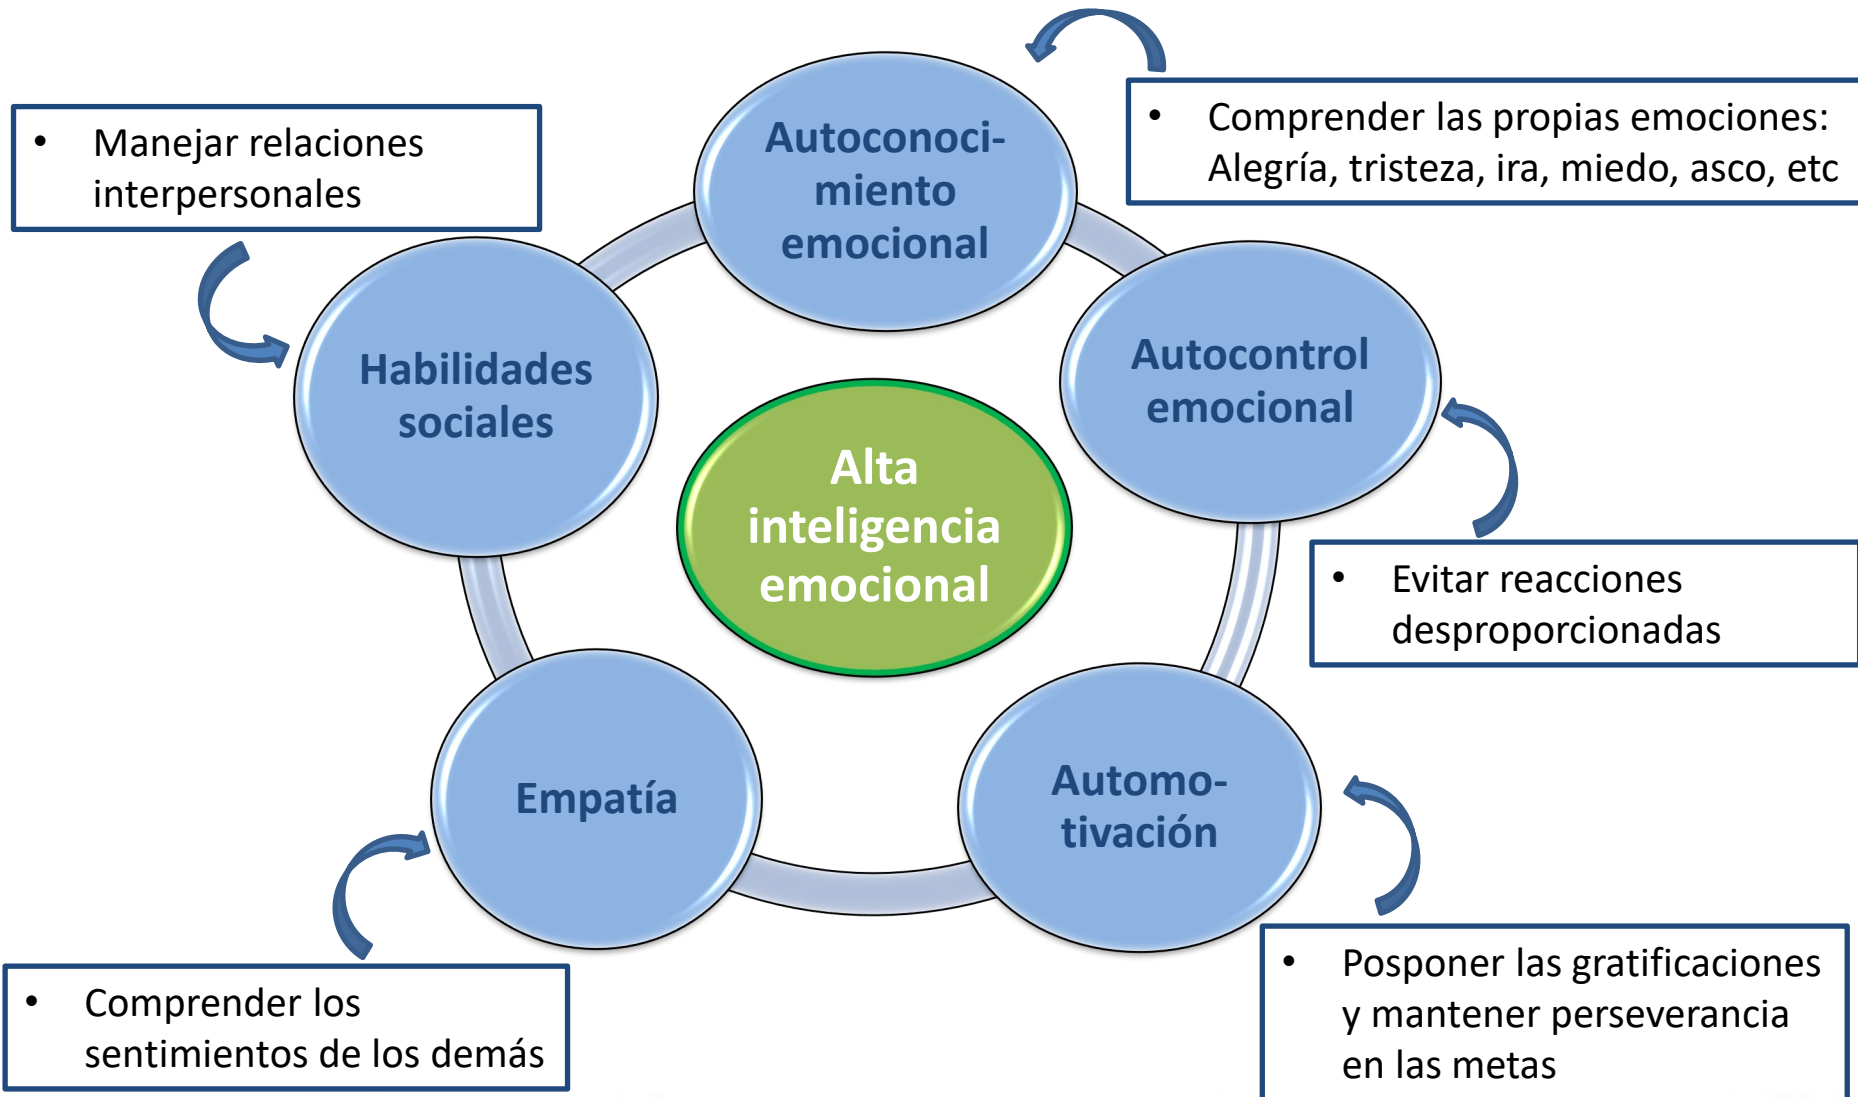 Autoconoci-
miento
emocional
• Comprender las propias emociones:
Alegría, tristeza, ira, miedo, asco, etc
• Manejar relaciones
interpersonales
Habilidades
sociales
Autocontrol
emocional
Alta
inteligencia
emocional
• Evitar reacciones
desproporcionadas
Empatía
Automo-
tivación
• Comprender los
sentimientos de los demás
• Posponer las gratificaciones
y mantener perseverancia
en las metas